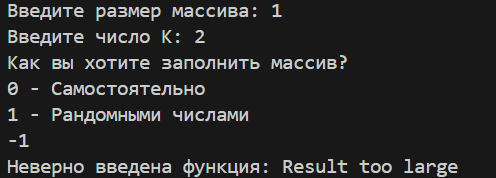 Введите размер массива: 1
Введите число К: 2
Как вы хотите заполнить массив?
0 - Самостоятельно
1 - Рандомными числами
-1
Неверно введена функция: Result too large